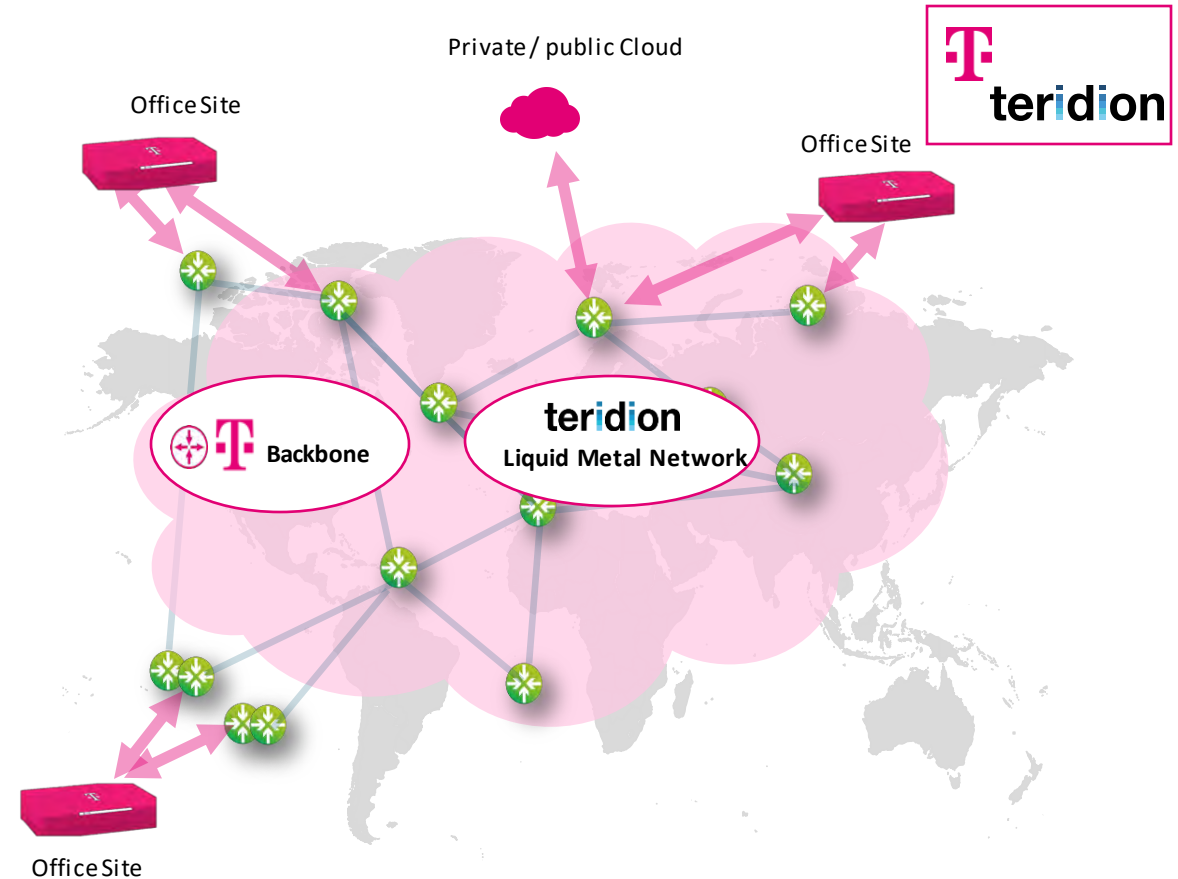 Private / public Cloud
T
teridion
Office Site
Office Site
teridion
Liquid Metal Network
T Backbone
Office Site